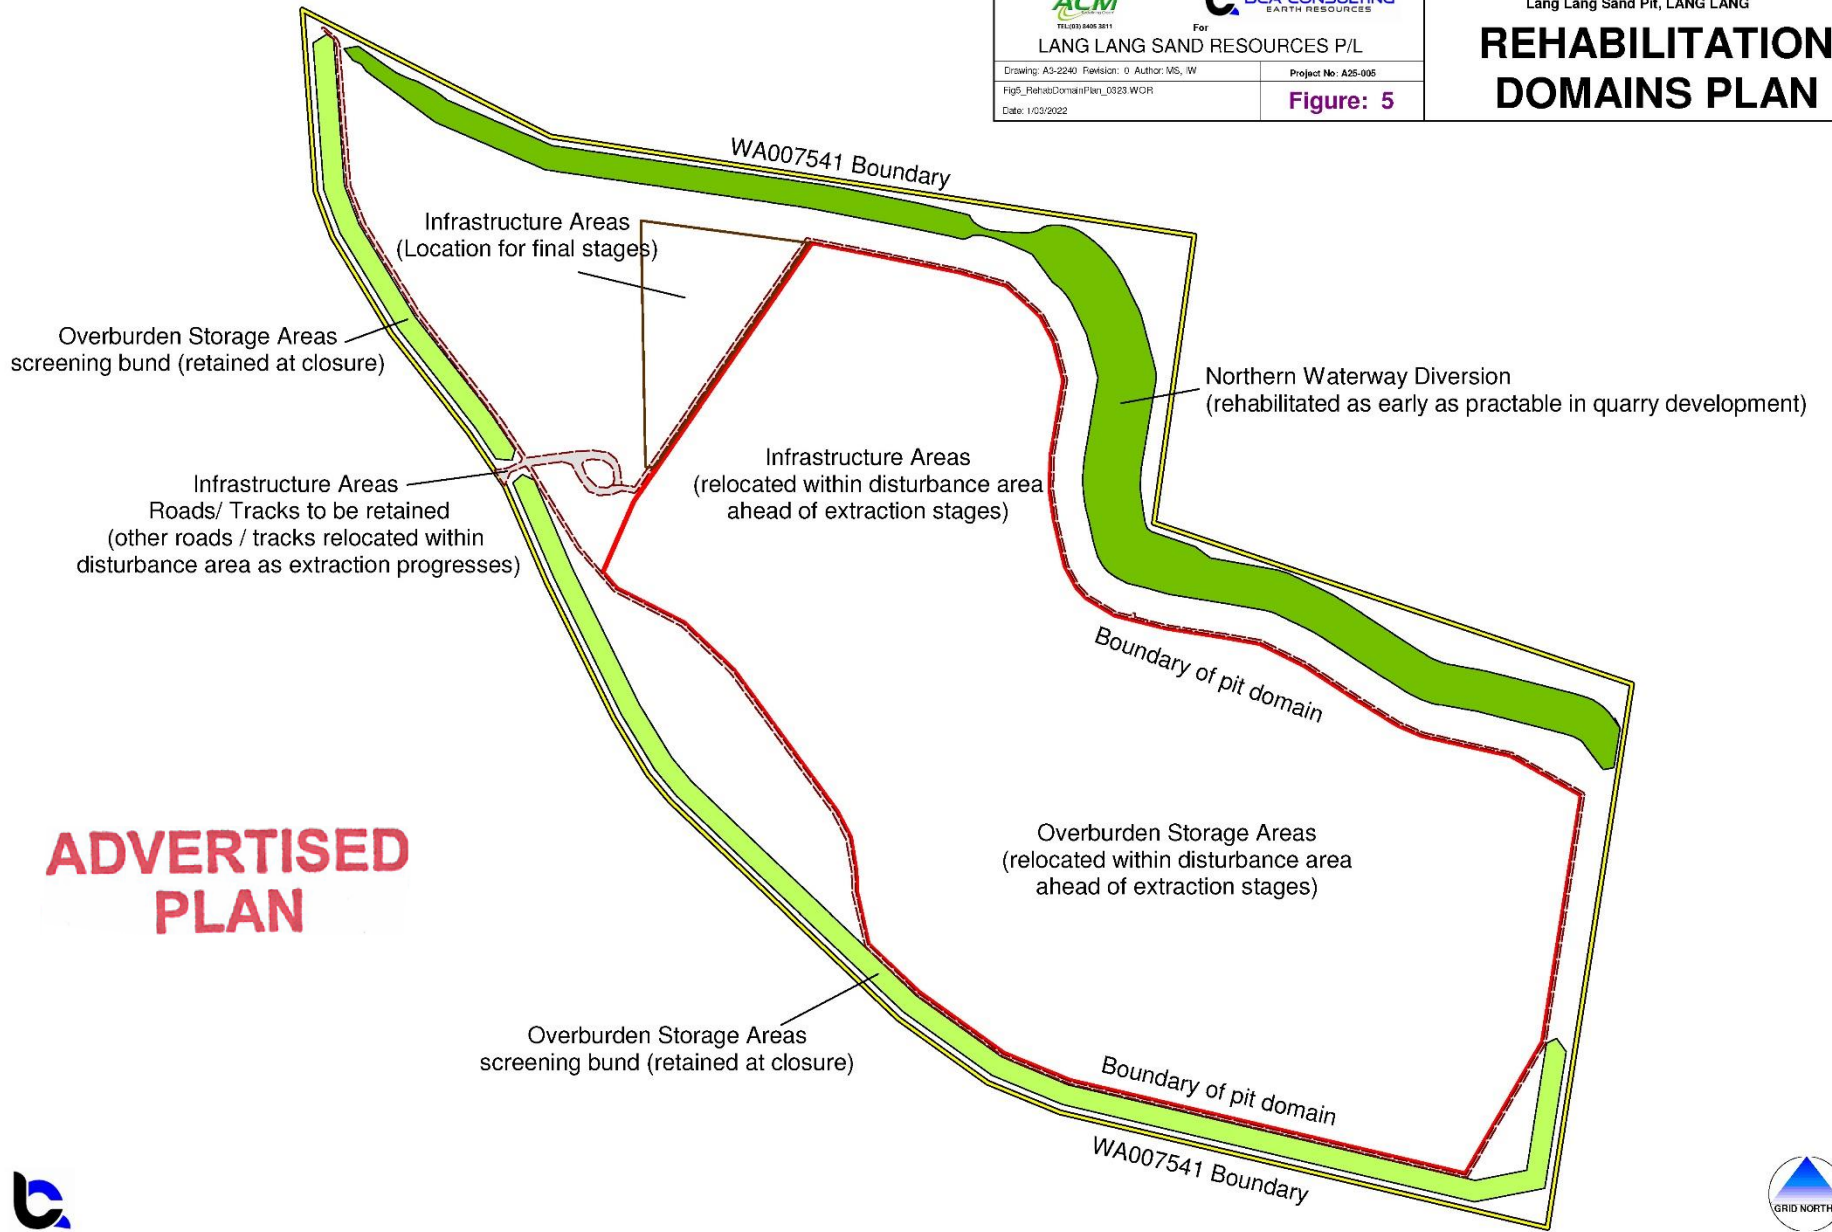 ACM
TEL:(03) 8405 3811
BCA CONSULTING
EARTH RESOURCES
For
LANG LANG SAND RESOURCES P/L
Drawing: A3-2240 Revision: 0 Author: MS, IW
Fig5_RehabDomainPlan_0323.WOR
Date: 1/03/2022
Project No: A25-005
Figure: 5
Lang Lang Sand Pit, LANG LANG
REHABILITATION
DOMAINS PLAN
WA007541 Boundary
Infrastructure Areas
(Location for final stages)
Overburden Storage Areas
screening bund (retained at closure)
Northern Waterway Diversion
(rehabilitated as early as practable in quarry development)
Infrastructure Areas
(relocated within disturbance area
ahead of extraction stages)
Infrastructure Areas
Roads/ Tracks to be retained
(other roads / tracks relocated within
disturbance area as extraction progresses)
Boundary of pit domain
ADVERTISED
PLAN
Overburden Storage Areas
(relocated within disturbance area
ahead of extraction stages)
Overburden Storage Areas
screening bund (retained at closure)
Boundary of pit domain
WA007541 Boundary
GRID NORTH